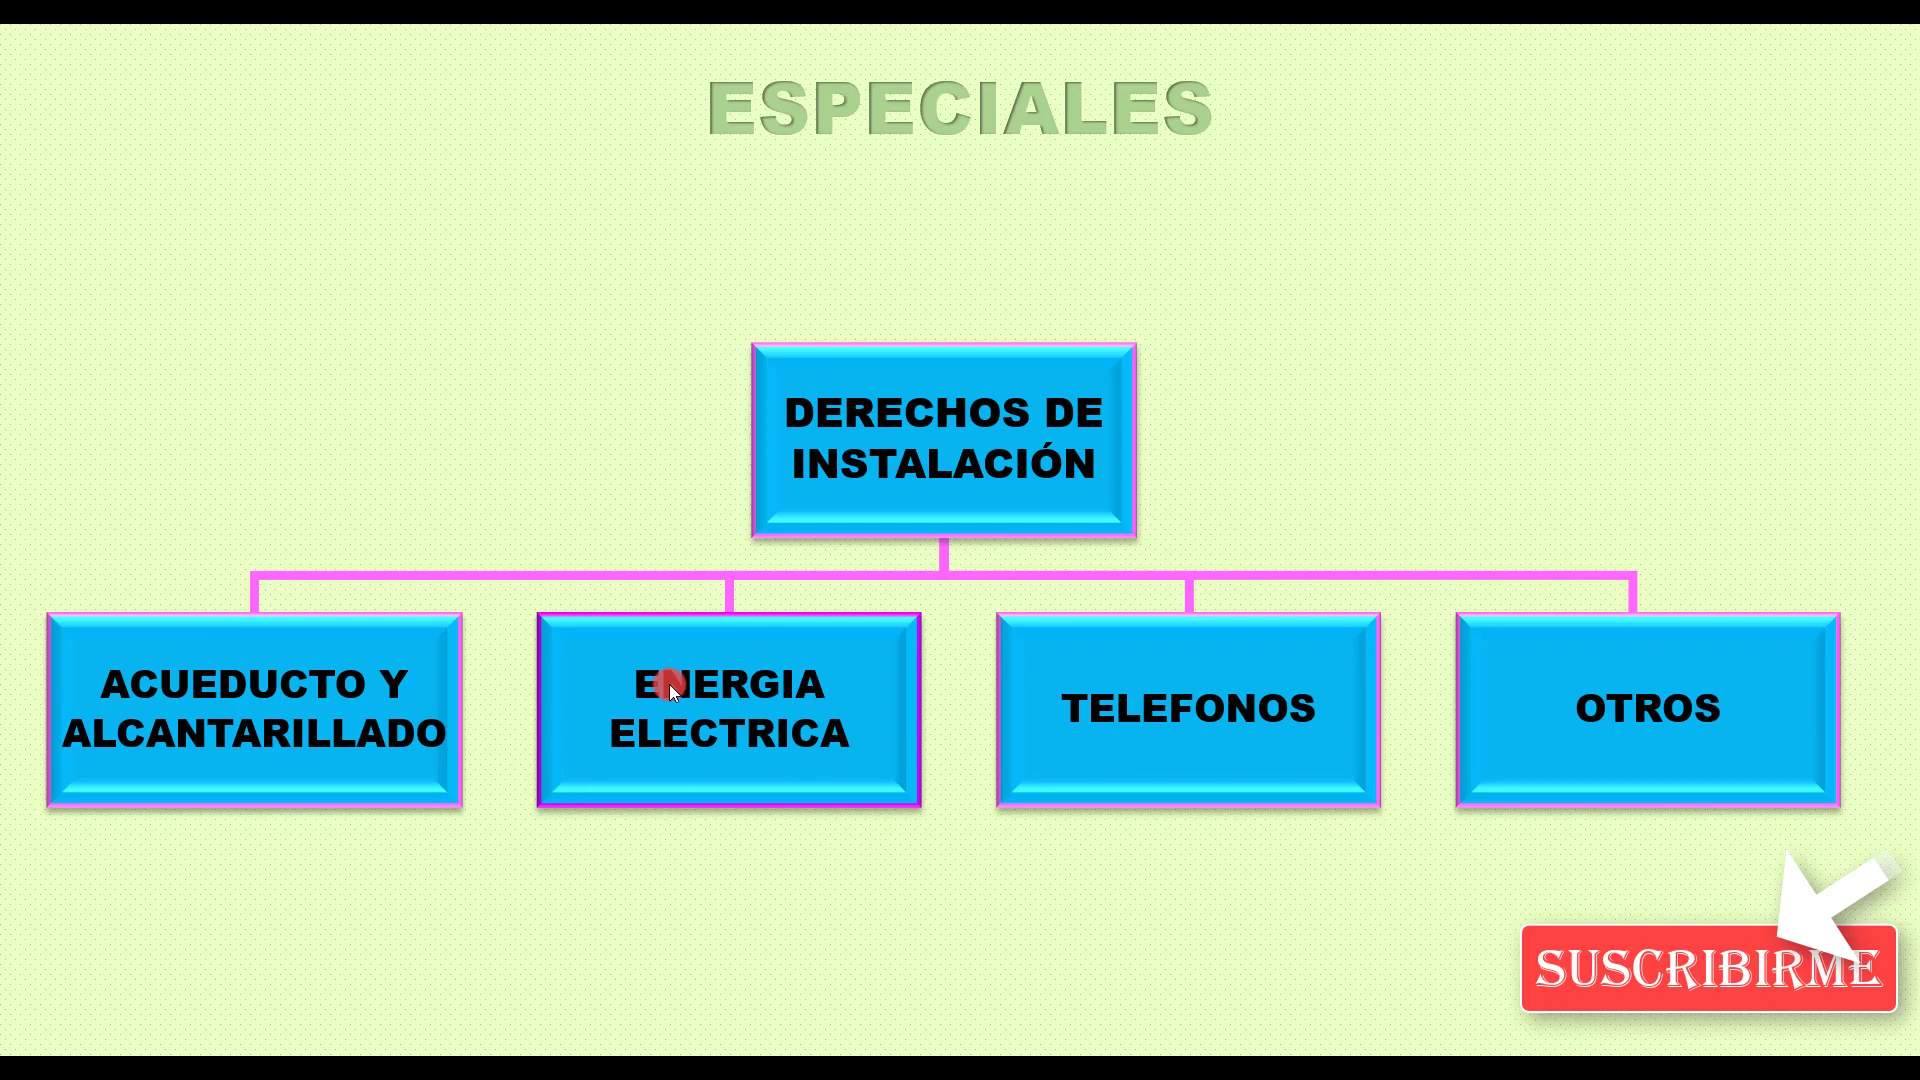 ESPECIALES
DERECHOS DE
INSTALACIÓN
ACUEDUCTO Y
ALCANTARILLADO
ENERGIA
ELECTRICA
TELEFONOS
OTROS
SUSCRIBIRME